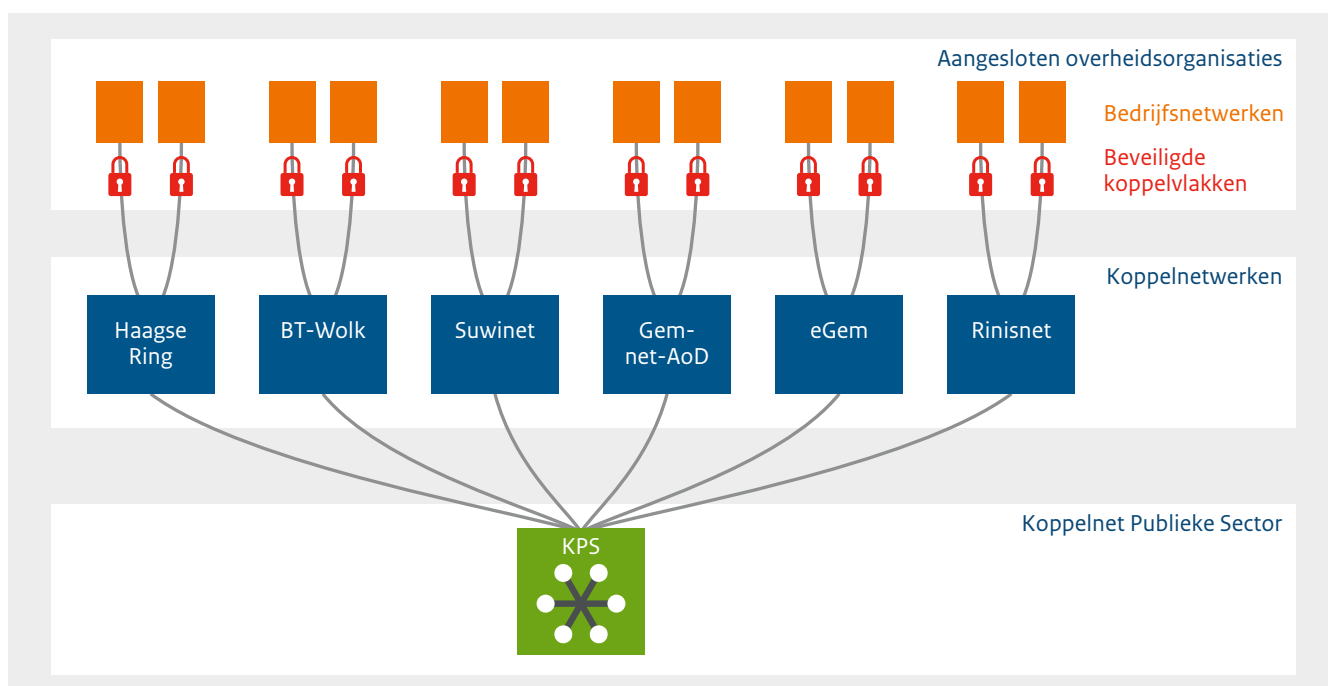 Aangesloten overheidsorganisaties
Bedrijfsnetwerken
Beveiligde
koppelvlakken
Koppelnetwerken
Haagse
Ring
BT-Wolk
Suwinet
Gem-
net-AoD
eGem
Rinisnet
Koppelnet Publieke Sector
KPS